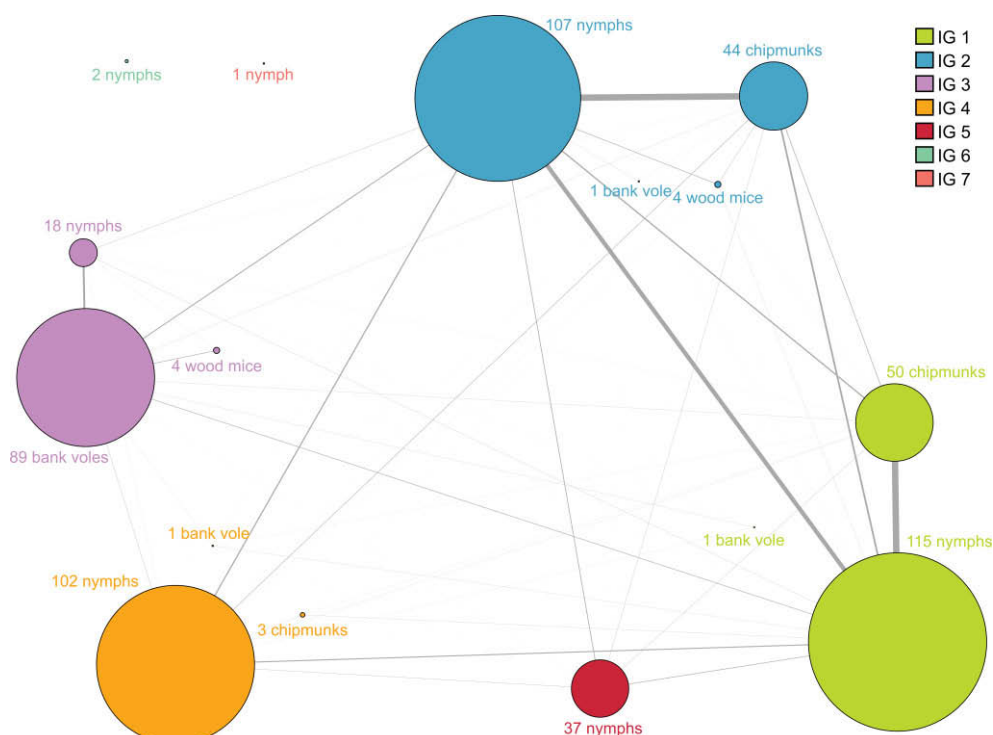 107 nymphs
44 chipmunks
IG 1
IG 2
IG 3
IG 4
IG 5
IG 6
IG 7
2 nymphs
1 nymph
1 bank vole
4 wood mice
18 nymphs
4 wood mice
50 chipmunks
89 bank voles
1 bank vole
1 bank vole
115 nymphs
102 nymphs
3 chipmunks
37 nymphs